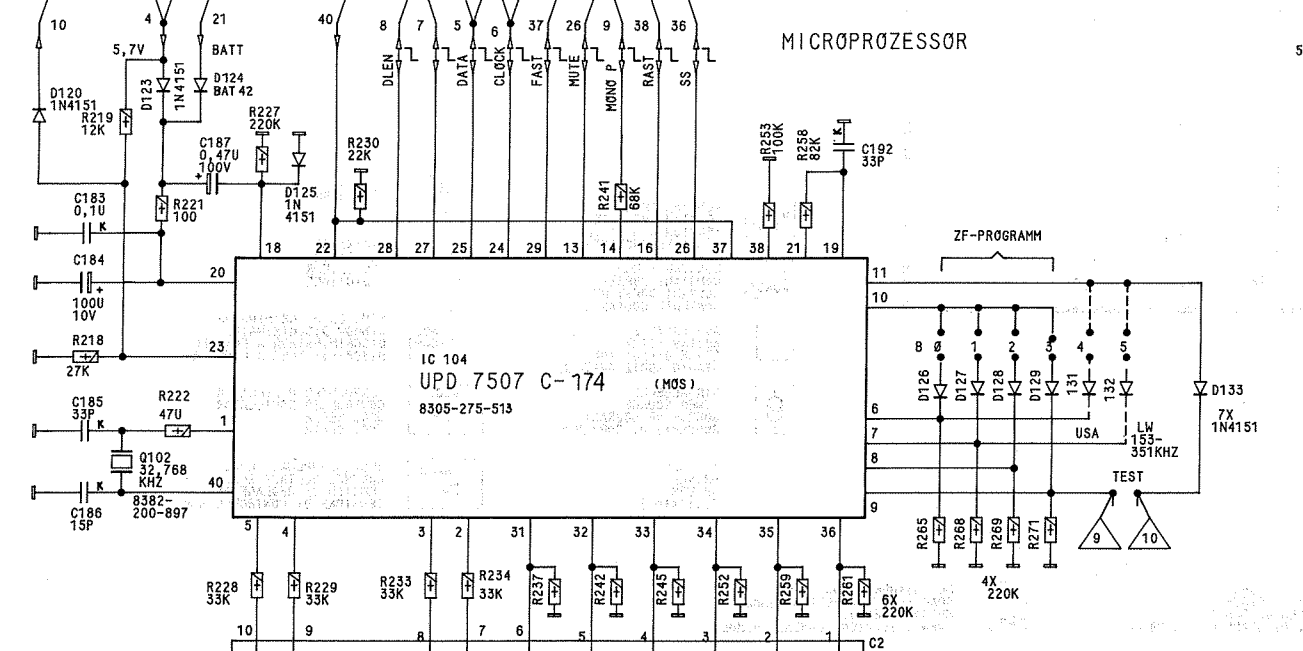 10
4
21
40
8
7
5
6
37
26
9
38
36
MICRØPRØZESSØR
5
5,7V
BATT
DLEN
DATA
CLØCK
FAST
MUTE
MØNØ P
RAST
SS
D120
1N4151
D123
1N4151
D124
BAT42
R219
12K
C187
0,47U
100V
+
R227
220K
R230
22K
D125
1N
4151
R241
68K
R253
100K
R258
82K
K
C192
33P
C183
0,1U
K
R221
100
18
22
28
27
25
24
29
13
14
16
26
37
38
21
19
ZF-PRØGRAMM
C184
+
100U
10V
20
11
10
R218
27K
23
IC 104
UPD 7507 C-174
(MØS)
8305-275-513
8 Ø
1
2
3
4
5
D126
D127
D128
D129
131
132
D133
7X
1N4151
C185
33P
K
R222
47U
1
6
USA
7
LW
153-
351KHZ
8
TEST
Q102
32,768
KHZ
8382-
200-897
K
C186
15P
40
9
R265
R268
R269
R271
9
10
4X
220K
5
4
3
2
31
32
33
34
35
36
R228
33K
R229
33K
R233
33K
R234
33K
R237
R242
R245
R252
R259
R261
6X
220K
10
9
8
7
6
5
4
3
2
1
C2